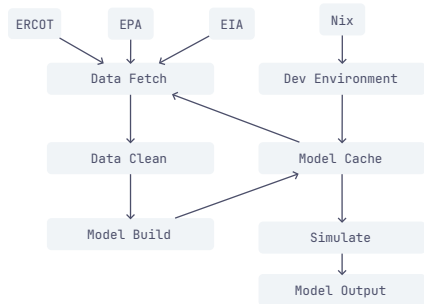 ERCOT
EPA
EIA
Nix
Data Fetch
Dev Environment
Data Clean
Model Cache
Model Build
Simulate
Model Output